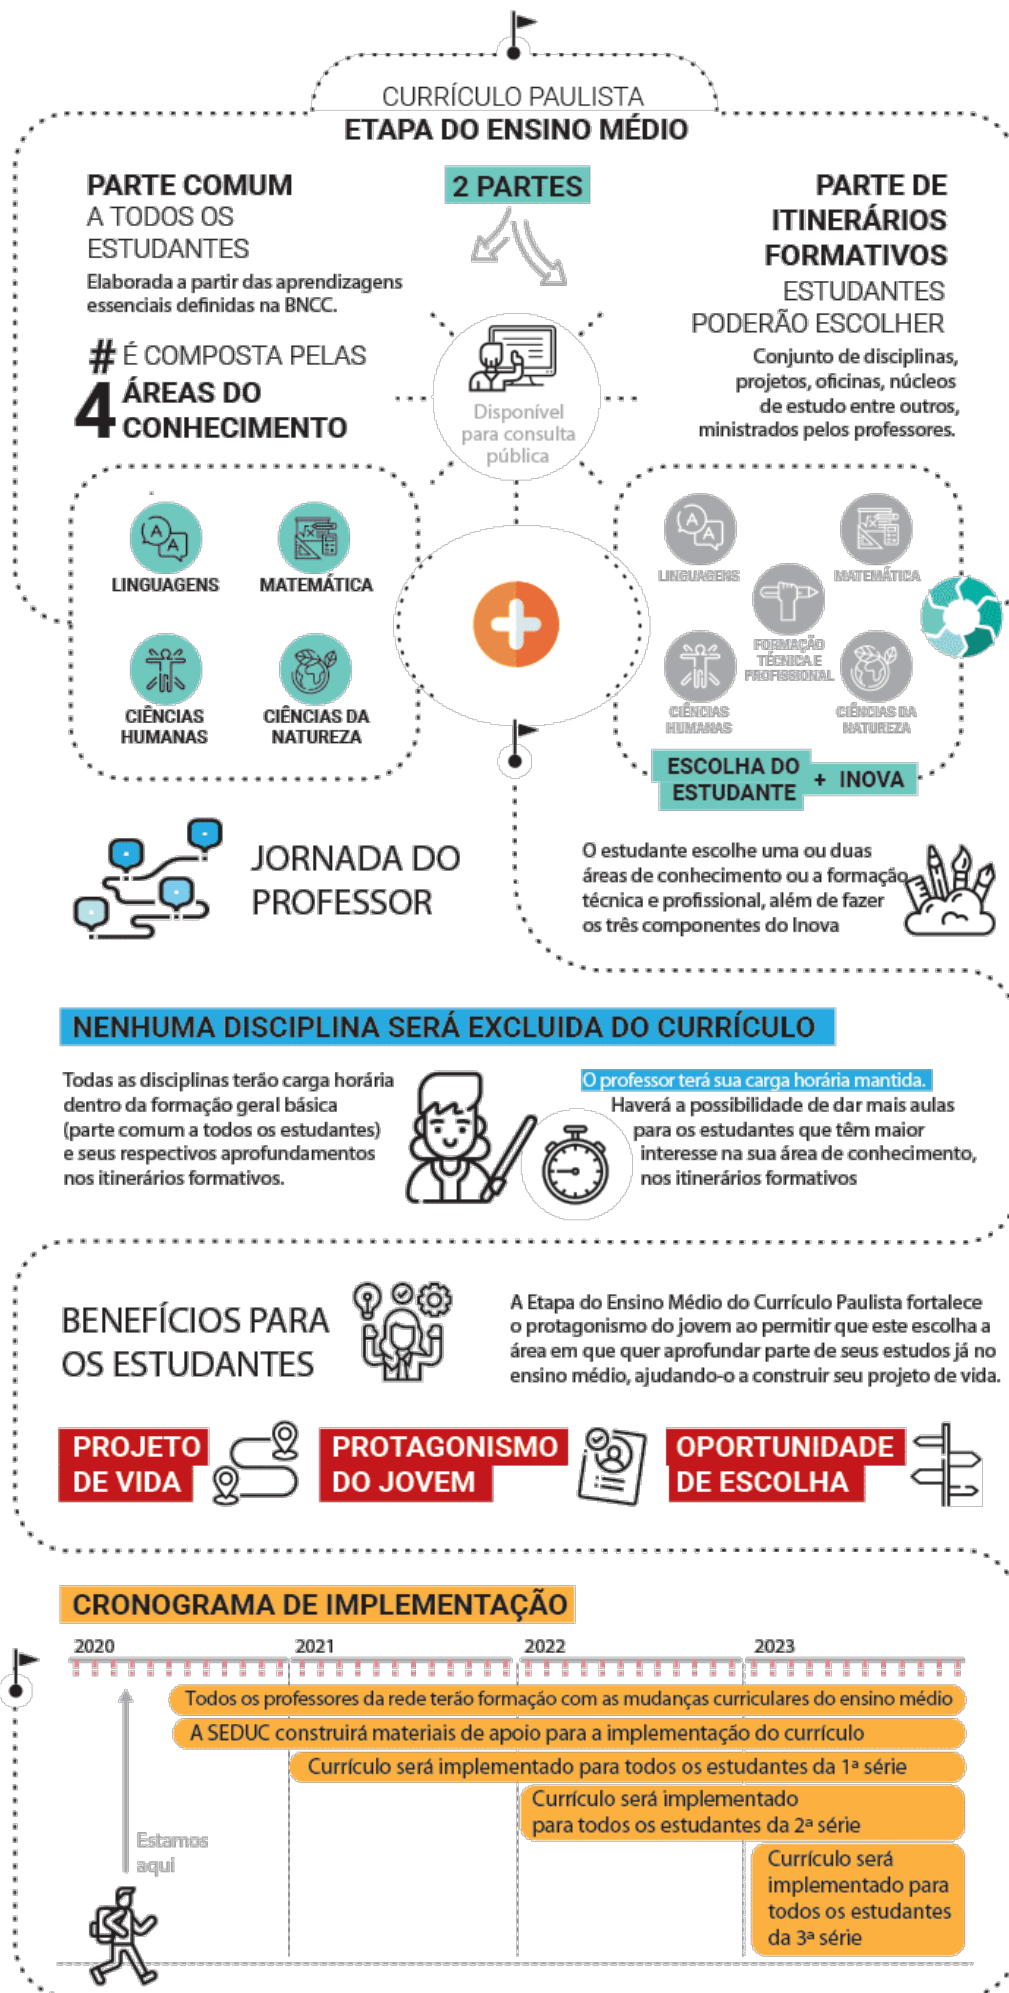 CURRÍCULO PAULISTA
ETAPA DO ENSINO MÉDIO
2 PARTES
PARTE COMUM
A TODOS OS
ESTUDANTES
Elaborada a partir das aprendizagens
essenciais definidas na BNCC.
# É COMPOSTA PELAS
4 ÁREAS DO
CONHECIMENTO
Disponível
para consulta
pública
PARTE DE
ITINERÁRIOS
FORMATIVOS
ESTUDANTES
PODERÃO ESCOLHER
Conjunto de disciplinas,
projetos, oficinas, núcleos
de estudo entre outros,
ministrados pelos professores.
LINGUAGENS
MATEMÁTICA
CIÊNCIAS
HUMANAS
CIÊNCIAS DA
NATUREZA
LINGUAGENS
MATEMÁTICA
FORMAÇÃO
TÉCNICA E
PROFISSIONAL
CIÊNCIAS
HUMANAS
CIÊNCIAS DA
NATUREZA
ESCOLHA DO
ESTUDANTE + INOVA
O estudante escolhe uma ou duas
áreas de conhecimento ou a formação
técnica e profissional, além de fazer
os três componentes do Inova
JORNADA DO
PROFESSOR
NENHUMA DISCIPLINA SERÁ EXCLUIDA DO CURRÍCULO
Todas as disciplinas terão carga horária
dentro da formação geral básica
(parte comum a todos os estudantes)
e seus respectivos aprofundamentos
nos itinerários formativos.
O professor terá sua carga horária mantida.
Haverá a possibilidade de dar mais aulas
para os estudantes que têm maior
interesse na sua área de conhecimento,
nos itinerários formativos
BENEFÍCIOS PARA
OS ESTUDANTES
A Etapa do Ensino Médio do Currículo Paulista fortalece
o protagonismo do jovem ao permitir que este escolha a
área em que quer aprofundar parte de seus estudos já no
ensino médio, ajudando-o a construir seu projeto de vida.
PROJETO
DE VIDA
PROTAGONISMO
DO JOVEM
OPORTUNIDADE
DE ESCOLHA
CRONOGRAMA DE IMPLEMENTAÇÃO
2020 2021 2022 2023
Todos os professores da rede terão formação com as mudanças curriculares do ensino médio
A SEDUC construirá materiais de apoio para a implementação do currículo
Currículo será implementado para todos os estudantes da 1ª série
Currículo será implementado
para todos os estudantes da 2ª série
Currículo será
implementado para
todos os estudantes
da 3ª série
Estamos
aqui